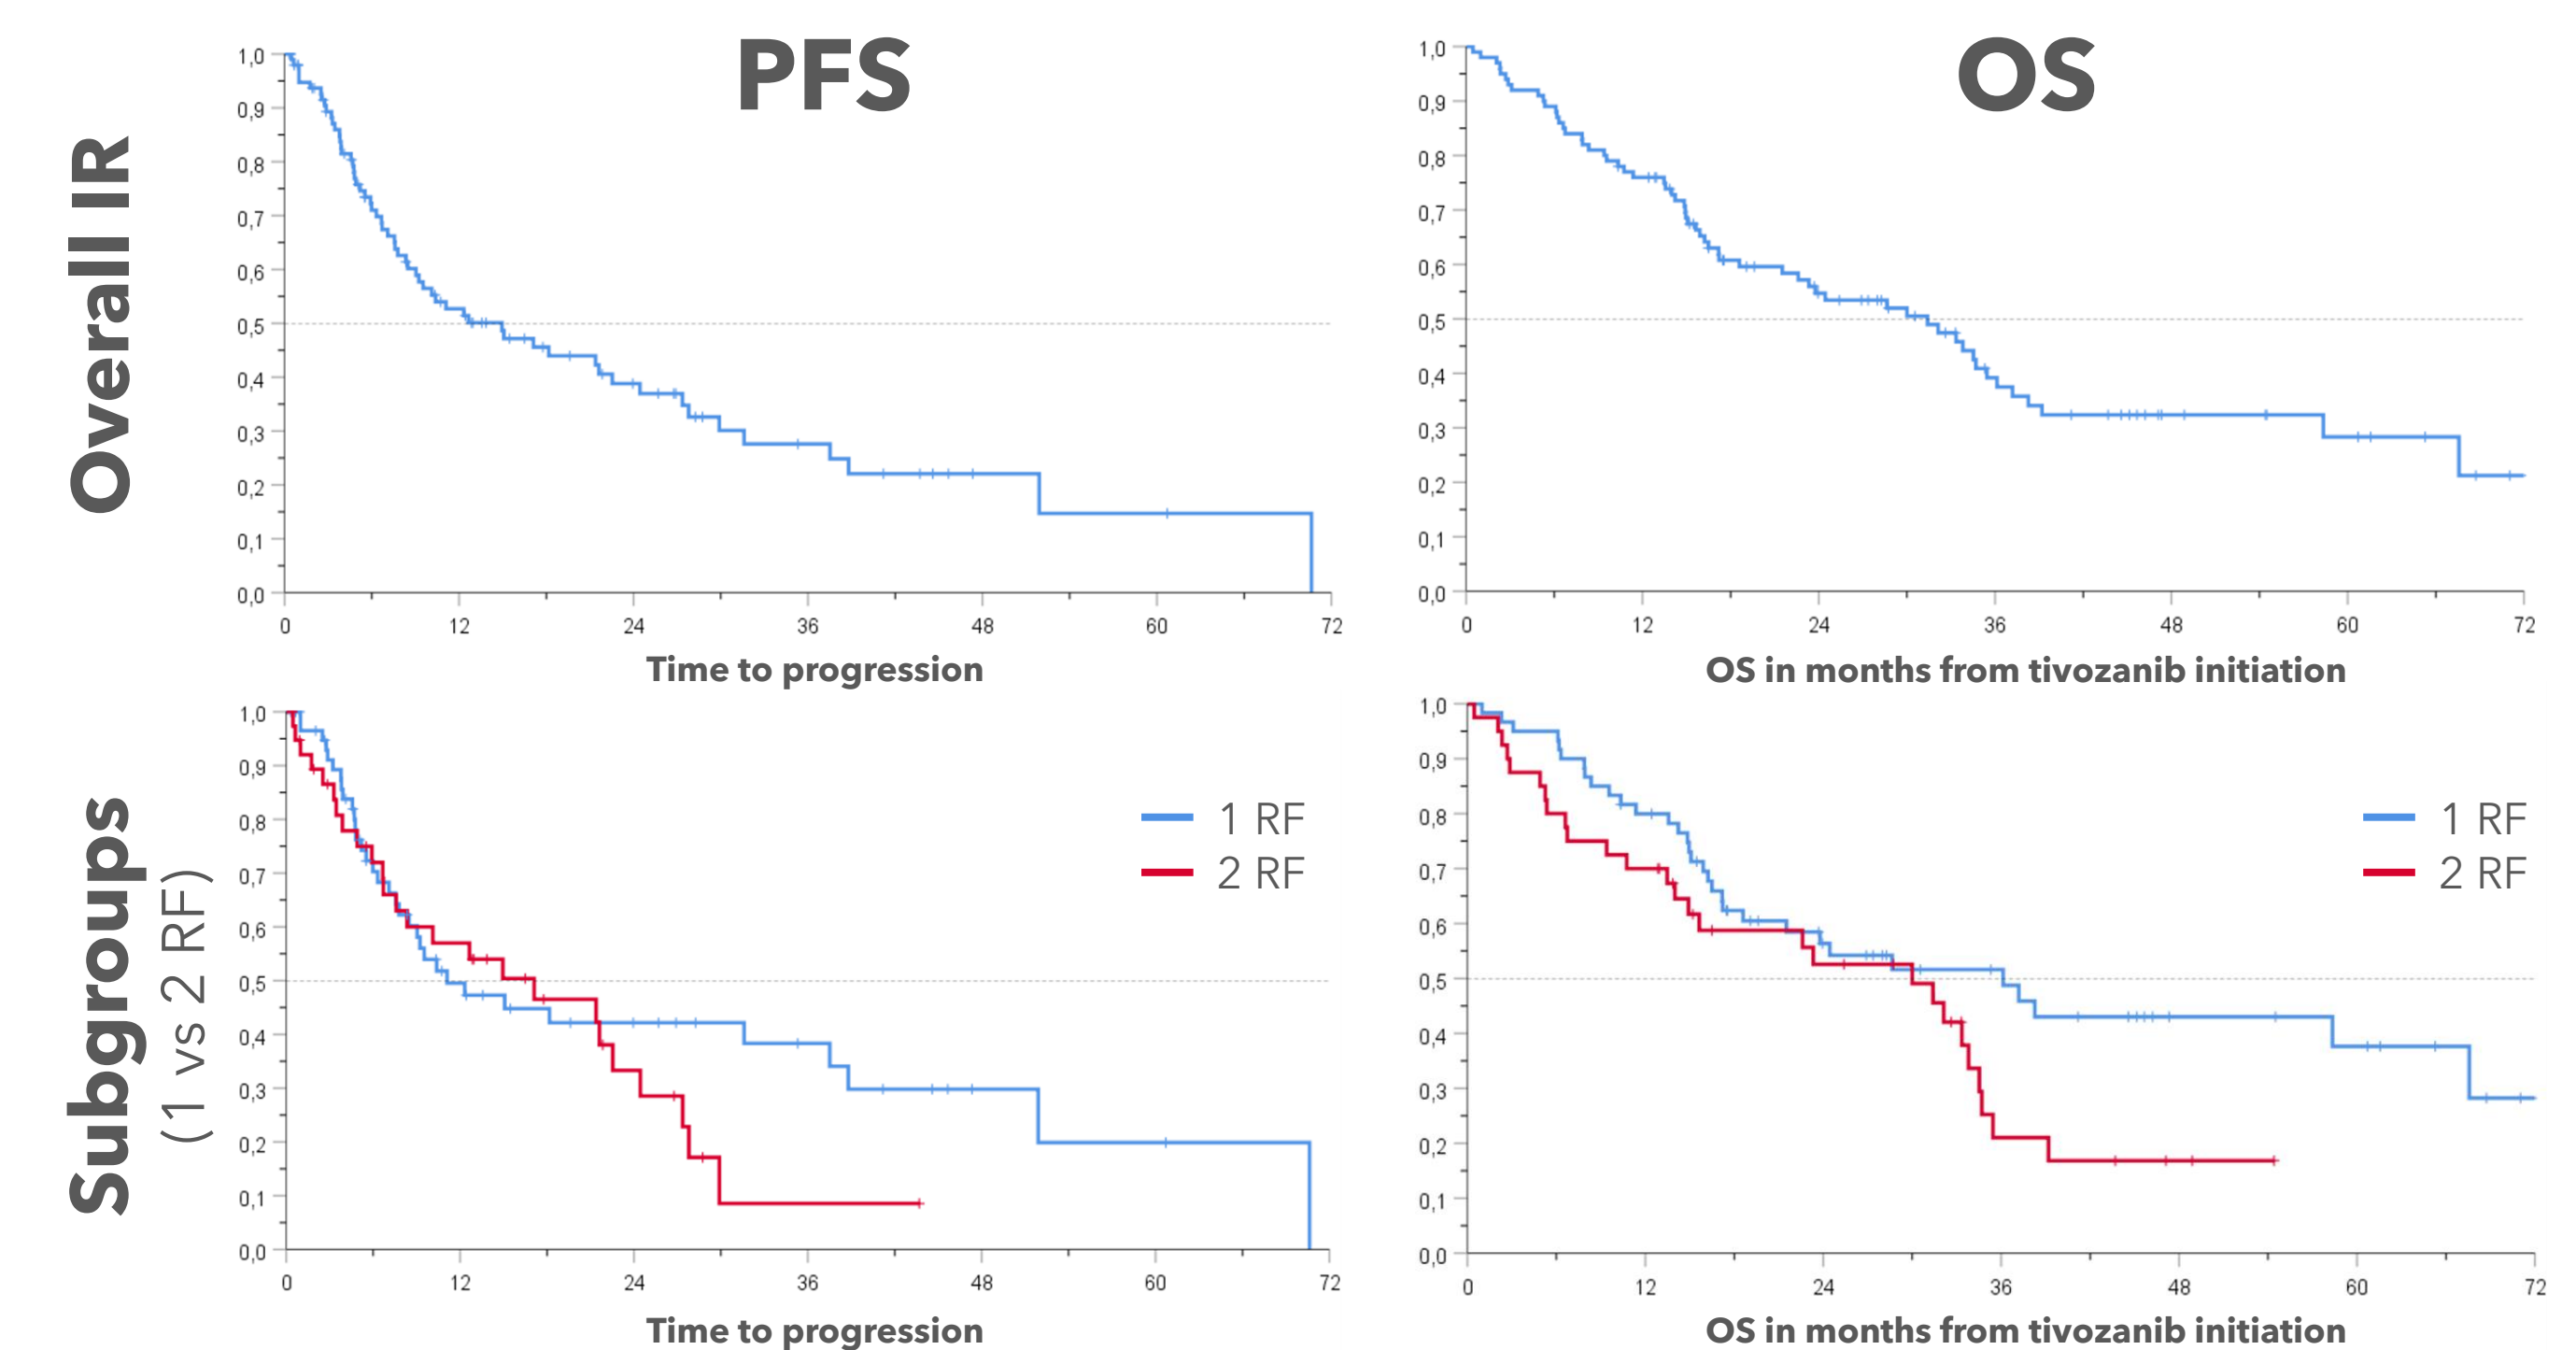 PFS
OS
Overall IR
1,0
0,9
0,8
0,7
0,6
0,5
0,4
0,3
0,2
0,1
0,0
0 12 24 36 48 60 72
Time to progression
1,0
0,9
0,8
0,7
0,6
0,5
0,4
0,3
0,2
0,1
0,0
0 12 24 36 48 60 72
OS in months from tivozanib initiation
Subgroups
(1 vs 2 RF)
1,0
0,9
0,8
0,7
0,6
0,5
0,4
0,3
0,2
0,1
0,0
0 12 24 36 48 60 72
1 RF
2 RF
Time to progression
1,0
0,9
0,8
0,7
0,6
0,5
0,4
0,3
0,2
0,1
0,0
0 12 24 36 48 60 72
1 RF
2 RF
OS in months from tivozanib initiation